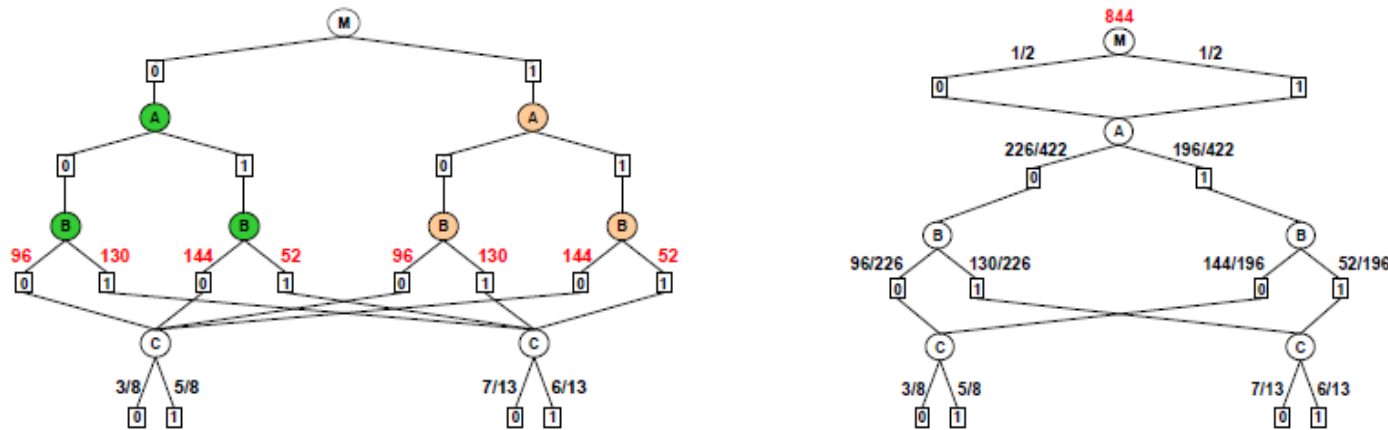 844
M M
1/2 1/2
0 1 0 1
A A A
226/422 196/422
0 1 0 1 0 1
B B B B B B
96 130 144 52 96 130 144 52 96/226 130/226 144/196 52/196
0 1 0 1 0 1 0 1 0 1 0 1
C C C C
3/8 5/8 7/13 6/13 3/8 5/8 7/13 6/13
0 1 0 1 0 1 0 1